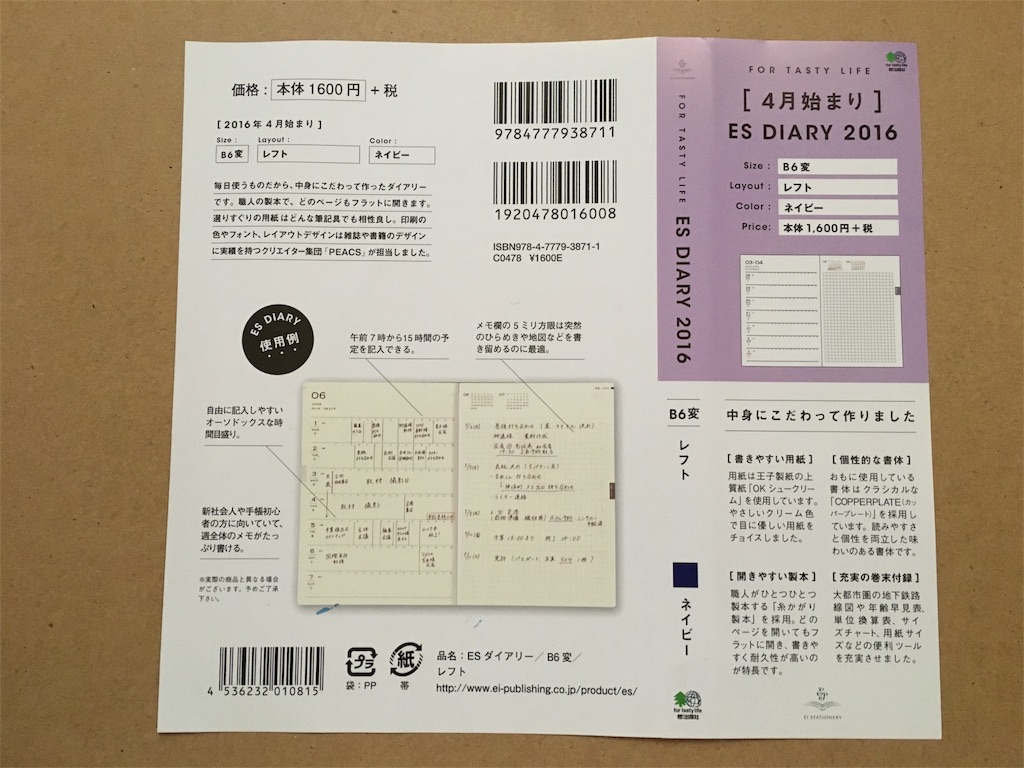 価格：本体1600円＋税
[ 2016年4月始まり ]
Size : Layout : Color :
B6変 レフト ネイビー
毎日使うものだから、中身にこだわって作ったダイアリー
です。職人の製本で、どのページもフラットに開きます。
選りすぐりの用紙はどんな筆記具でも相性良し。印刷の
色やフォント、レイアウトデザインは雑誌や書籍のデザイン
に実績を持つクリエイター集団「PEACS」が担当しました。
9784777938711
1920478016008
ISBN978-4-7779-3871-1
C0478 ¥1600E
ES DIARY
使用例
午前7時から15時間の予
定を記入できる。
メモ欄の5ミリ方眼は突然
のひらめきや地図などを書
き留めるのに最適。
自由に記入しやすい
オーソドックスな時
間目盛り。
新社会人や手帳初心
者の方に向いていて、
週全体のメモがたっ
ぷり書ける。
※実際の商品と異なる場合
がございます。予めご了承
下さい。
06
1
2
3
4
5
6
7
4 536232 010815
プラ
袋：PP
紙
帯
品名：ESダイアリー／B6変／
レフト
http://www.ei-publishing.co.jp/product/es/
EI STATIONERY
FOR TASTY LIFE
ES DIARY 2016
B6変
レフト
ネイビー
for tasty life
枻出版社
for tasty life
枻出版社
FOR TASTY LIFE
[ 4月始まり ]
ES DIARY 2016
Size : B6変
Layout : レフト
Color : ネイビー
Price: 本体1,600円＋税
03-04
中身にこだわって作りました
[ 書きやすい用紙 ]
用紙は王子製紙の上
質紙「OKシュークリー
ム」を使用しています。
やさしいクリーム色
で目に優しい用紙を
チョイスしました。
[ 個性的な書体 ]
おもに使用している
書体はクラシカルな
「COPPERPLATE（カッ
パープレート）」を採用し
ています。読みやすさ
と個性を両立した味
わいのある書体です。
[ 開きやすい製本 ]
職人がひとつひとつ
製本する「糸かがり
製本」を採用。どの
ページを開いてもフ
ラットに開き、書きや
すく耐久性が高いの
が特長です。
[ 充実の巻末付録 ]
大都市圏の地下鉄路
線図や年齢早見表、
単位換算表、サイ
ズチャート、用紙サイ
ズなどの便利ツール
を充実させました。
EI STATIONERY